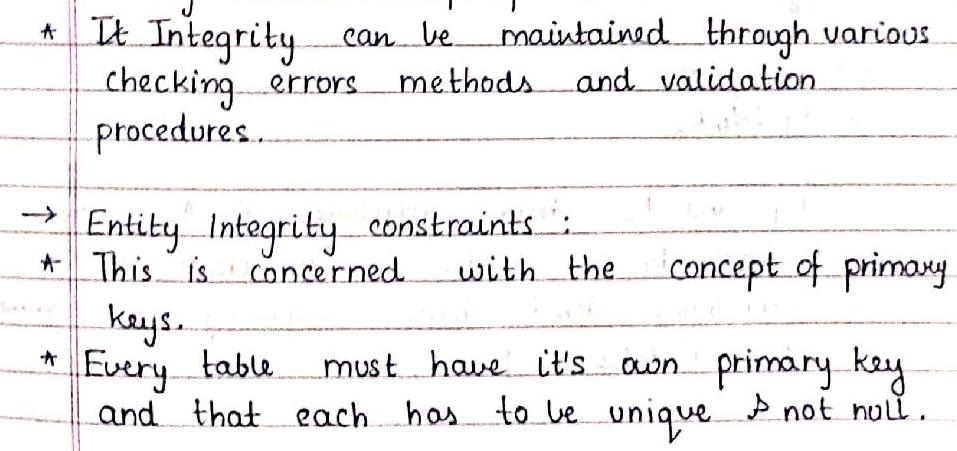 * It Integrity can be maintained through various
checking errors methods and validation
procedures.
→ Entity Integrity constraints :
* This is concerned with the concept of primary
keys.
* Every table must have it's own primary key
and that each has to be unique & not null.